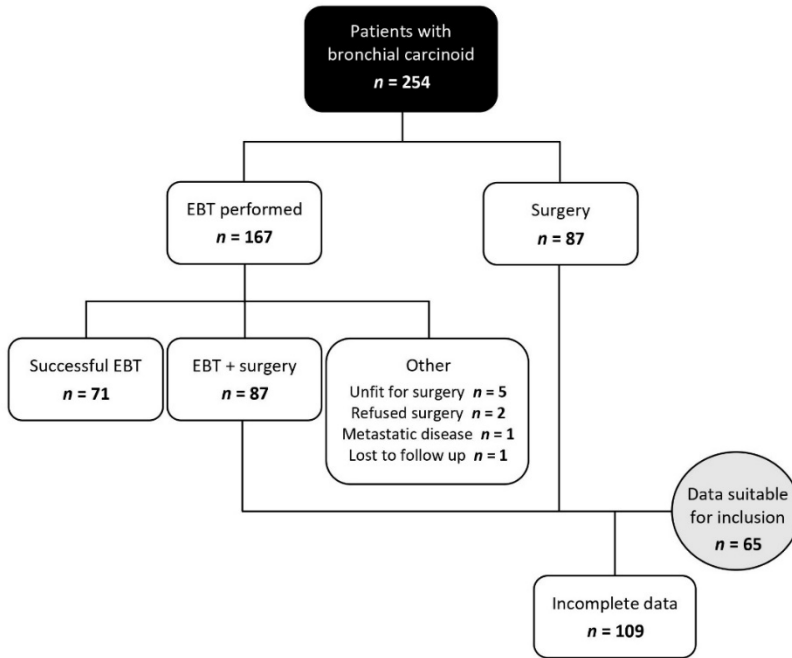 Patients with
bronchial carcinoid
n = 254
EBT performed
n = 167
Surgery
n = 87
Successful EBT
n = 71
EBT + surgery
n = 87
Other
Unfit for surgery n = 5
Refused surgery n = 2
Metastatic disease n = 1
Lost to follow up n = 1
Data suitable
for inclusion
n = 65
Incomplete data
n = 109